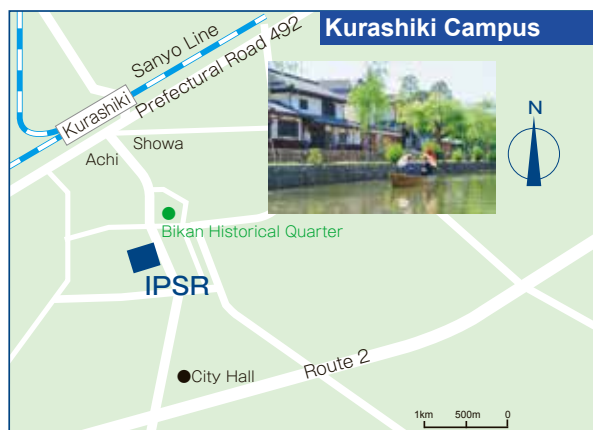 Kurashiki Campus
Sanyo Line
Prefectural Road 492
Kurashiki
Showa
Achi
N
Bikan Historical Quarter
IPSR
Route 2
City Hall
1km 500m 0